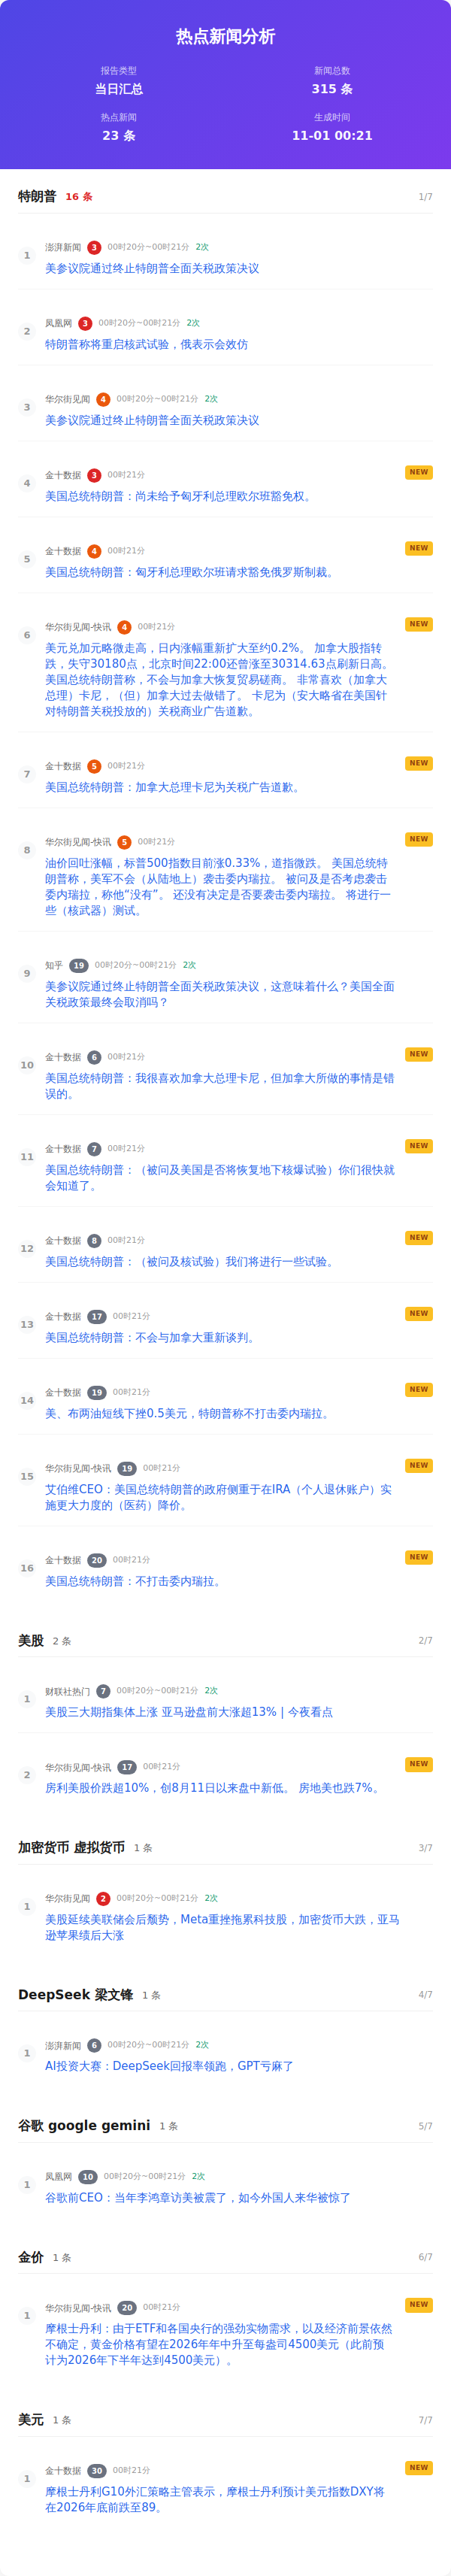 热点新闻分析
报告类型
新闻总数
当日汇总
315 条
热点新闻
生成时间
23 条
11-01 00:21
特朗普 16 条 1/7
1 澎湃新闻 3 00时20分~00时21分 2次
美参议院通过终止特朗普全面关税政策决议
2 凤凰网 3 00时20分~00时21分 2次
特朗普称将重启核武试验，俄表示会效仿
3 华尔街见闻 4 00时20分~00时21分 2次
美参议院通过终止特朗普全面关税政策决议
4 金十数据 3 00时21分 NEW
美国总统特朗普：尚未给予匈牙利总理欧尔班豁免权。
5 金十数据 4 00时21分 NEW
美国总统特朗普：匈牙利总理欧尔班请求豁免俄罗斯制裁。
6 华尔街见闻-快讯 4 00时21分 NEW
美元兑加元略微走高，日内涨幅重新扩大至约0.2%。 加拿大股指转
跌，失守30180点，北京时间22:00还曾涨至30314.63点刷新日高。
美国总统特朗普称，不会与加拿大恢复贸易磋商。 非常喜欢（加拿大
总理）卡尼，（但）加拿大过去做错了。 卡尼为（安大略省在美国针
对特朗普关税投放的）关税商业广告道歉。
7 金十数据 5 00时21分 NEW
美国总统特朗普：加拿大总理卡尼为关税广告道歉。
8 华尔街见闻-快讯 5 00时21分 NEW
油价回吐涨幅，标普500指数目前涨0.33%，道指微跌。 美国总统特
朗普称，美军不会（从陆地上）袭击委内瑞拉。 被问及是否考虑袭击
委内瑞拉，称他“没有”。 还没有决定是否要袭击委内瑞拉。 将进行一
些（核武器）测试。
9 知乎 19 00时20分~00时21分 2次
美参议院通过终止特朗普全面关税政策决议，这意味着什么？美国全面
关税政策最终会取消吗？
10 金十数据 6 00时21分 NEW
美国总统特朗普：我很喜欢加拿大总理卡尼，但加拿大所做的事情是错
误的。
11 金十数据 7 00时21分 NEW
美国总统特朗普：（被问及美国是否将恢复地下核爆试验）你们很快就
会知道了。
12 金十数据 8 00时21分 NEW
美国总统特朗普：（被问及核试验）我们将进行一些试验。
13 金十数据 17 00时21分 NEW
美国总统特朗普：不会与加拿大重新谈判。
14 金十数据 19 00时21分 NEW
美、布两油短线下挫0.5美元，特朗普称不打击委内瑞拉。
15 华尔街见闻-快讯 19 00时21分 NEW
艾伯维CEO：美国总统特朗普的政府侧重于在IRA（个人退休账户）实
施更大力度的（医药）降价。
16 金十数据 20 00时21分 NEW
美国总统特朗普：不打击委内瑞拉。
美股 2 条 2/7
1 财联社热门 7 00时20分~00时21分 2次
美股三大期指集体上涨 亚马逊盘前大涨超13% | 今夜看点
2 华尔街见闻-快讯 17 00时21分 NEW
房利美股价跌超10%，创8月11日以来盘中新低。 房地美也跌7%。
加密货币 虚拟货币 1 条 3/7
1 华尔街见闻 2 00时20分~00时21分 2次
美股延续美联储会后颓势，Meta重挫拖累科技股，加密货币大跌，亚马
逊苹果绩后大涨
DeepSeek 梁文锋 1 条 4/7
1 澎湃新闻 6 00时20分~00时21分 2次
AI投资大赛：DeepSeek回报率领跑，GPT亏麻了
谷歌 google gemini 1 条 5/7
1 凤凰网 10 00时20分~00时21分 2次
谷歌前CEO：当年李鸿章访美被震了，如今外国人来华被惊了
金价 1 条 6/7
1 华尔街见闻-快讯 20 00时21分 NEW
摩根士丹利：由于ETF和各国央行的强劲实物需求，以及经济前景依然
不确定，黄金价格有望在2026年年中升至每盎司4500美元（此前预
计为2026年下半年达到4500美元）。
美元 1 条 7/7
1 金十数据 30 00时21分 NEW
摩根士丹利G10外汇策略主管表示，摩根士丹利预计美元指数DXY将
在2026年底前跌至89。